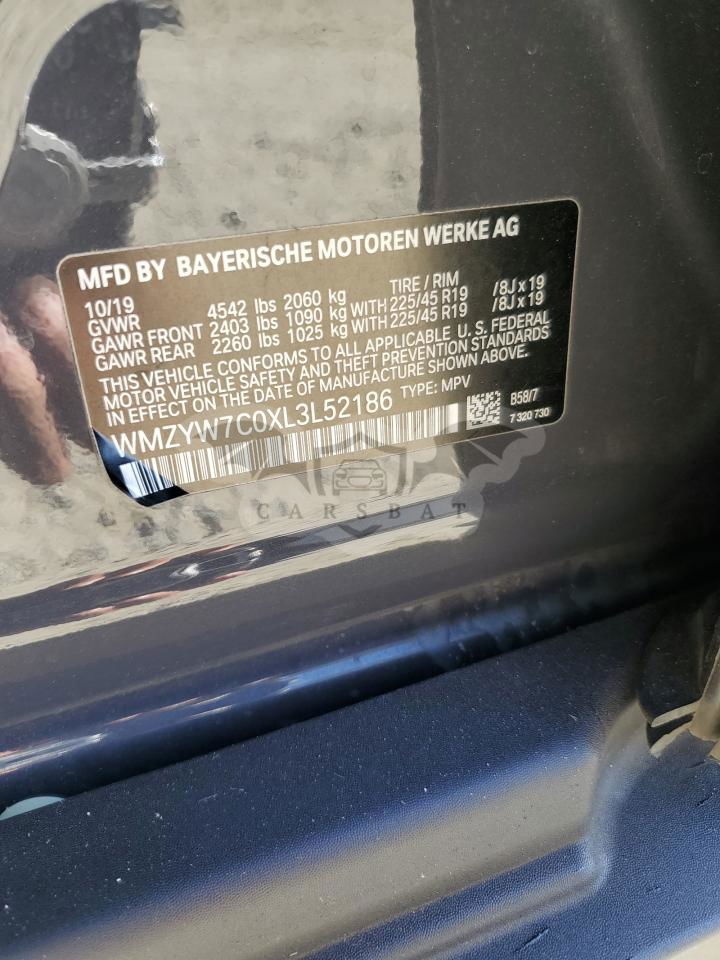 MFD BY BAYERISCHE MOTOREN WERKE AG
10/19 TIRE / RIM
GVWR 4542 lbs 2060 kg
GAWR FRONT 2403 lbs 1090 kg WITH 225/45 R19 /8J x 19
GAWR REAR 2260 lbs 1025 kg WITH 225/45 R19 /8J x 19
THIS VEHICLE CONFORMS TO ALL APPLICABLE U. S. FEDERAL
MOTOR VEHICLE SAFETY AND THEFT PREVENTION STANDARDS
IN EFFECT ON THE DATE OF MANUFACTURE SHOWN ABOVE.
WMZYW7C0XL3L52186 TYPE: MPV B58/7
7 320 730
CARSBAT